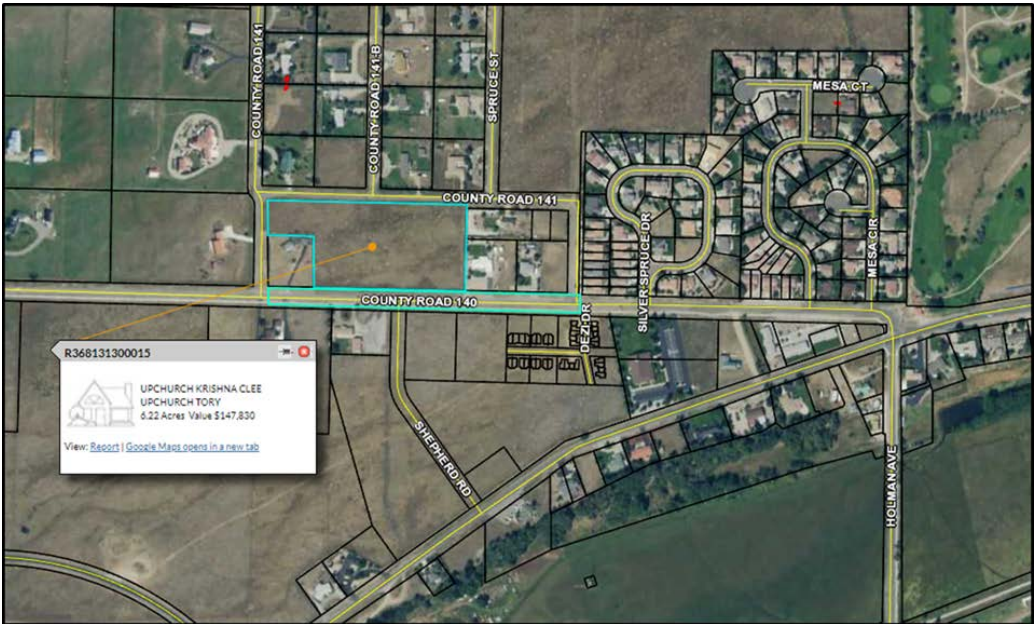 COUNTY ROAD 141
COUNTY ROAD 141-B
SPRUCE ST
MESA CT
COUNTY ROAD 141
SILVER SPRUCE DR
MESA CIR
COUNTY ROAD 140
DEZI DR
R368131300015
UPCHURCH KRISHNA CLEE
UPCHURCH TORY
6.22 Acres Value $147,830
View: Report | Google Maps opens in a new tab
SHEPHERD RD
HOLMAN AVE